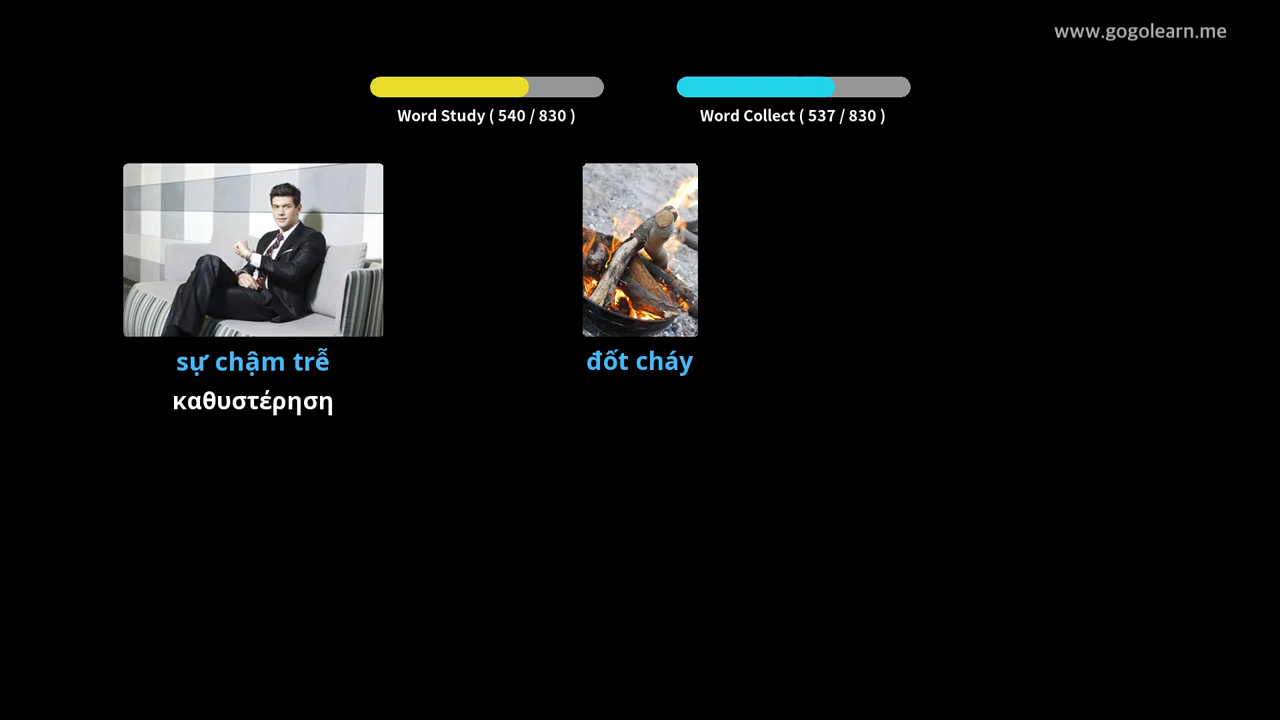 www.gogolearn.me
Word Study ( 540 / 830 )
Word Collect ( 537 / 830 )
sự chậm trễ
καθυστέρηση
đốt cháy